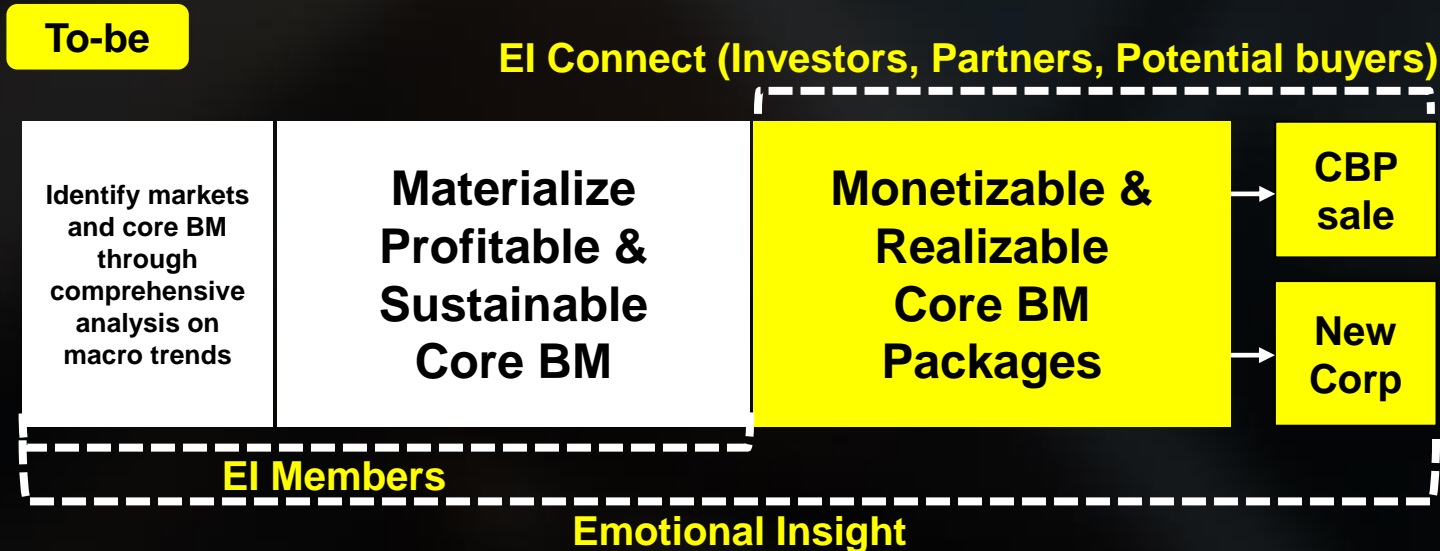 To-be
EI Connect (Investors, Partners, Potential buyers)
Identify markets
and core BM
through
comprehensive
analysis on
macro trends
Materialize
Profitable &
Sustainable
Core BM
Monetizable &
Realizable
Core BM
Packages
CBP
sale
New
Corp
EI Members
Emotional Insight